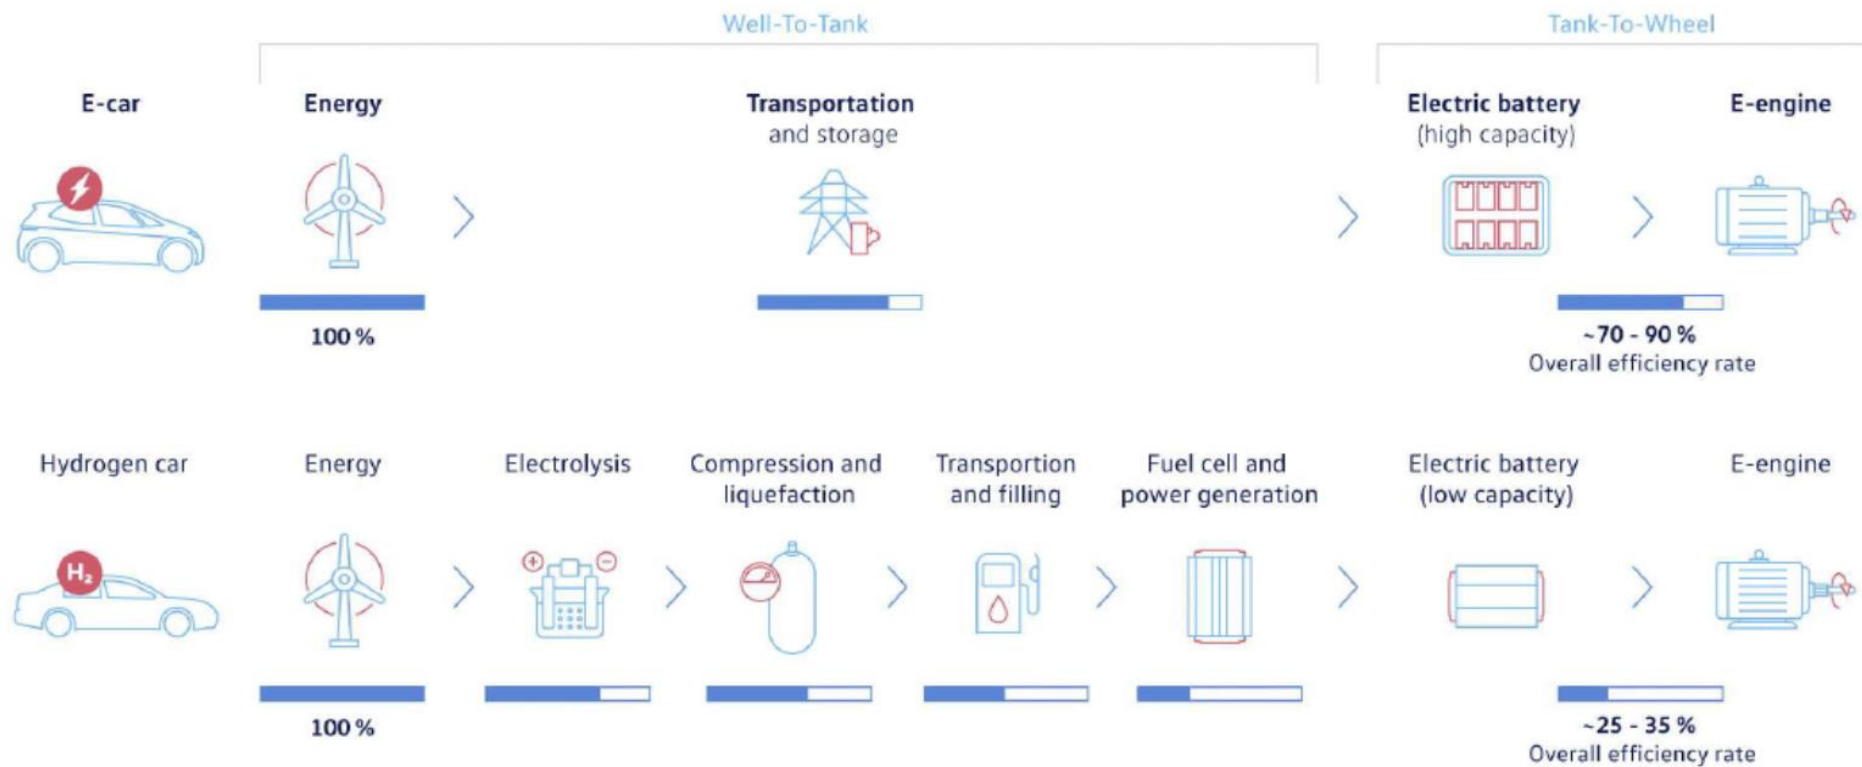 Well-To-Tank
Tank-To-Wheel
E-car
Energy
Transportation
and storage
Electric battery
(high capacity)
E-engine
100 %
~70 - 90 %
Overall efficiency rate
Hydrogen car
Energy
Electrolysis
Compression and
liquefaction
Transportion
and filling
Fuel cell and
power generation
Electric battery
(low capacity)
E-engine
H₂
100 %
~25 - 35 %
Overall efficiency rate